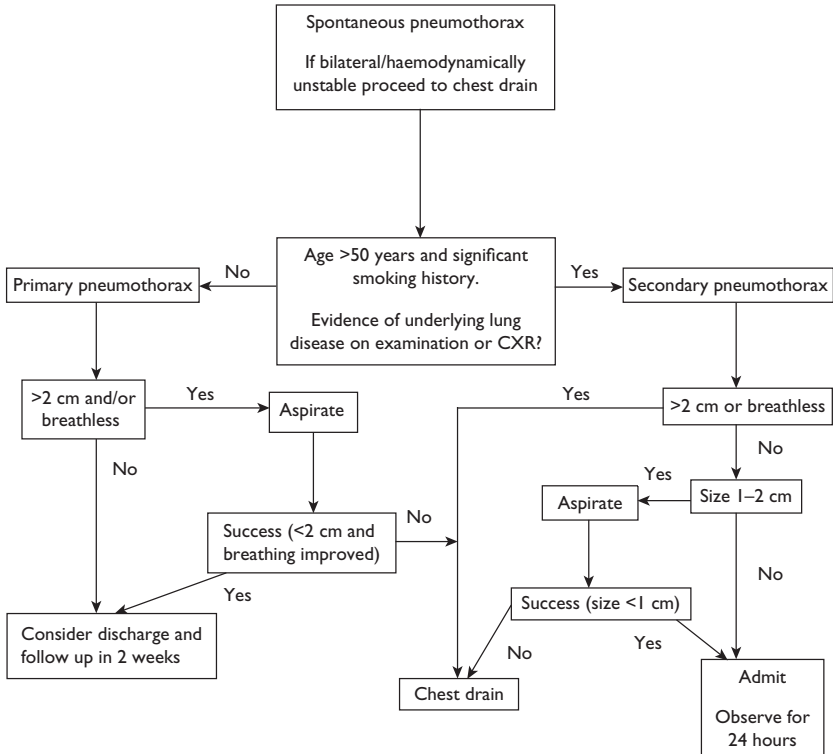 Spontaneous pneumothorax
If bilateral/haemodynamically
unstable proceed to chest drain
Age >50 years and significant
smoking history.
Evidence of underlying lung
disease on examination or CXR?
No
Yes
Primary pneumothorax
Secondary pneumothorax
>2 cm and/or
breathless
Yes
Aspirate
Yes
>2 cm or breathless
No
No
Yes
Size 1–2 cm
Aspirate
Success (<2 cm and
breathing improved)
No
No
Yes
Success (size <1 cm)
Consider discharge and
follow up in 2 weeks
No
Yes
Chest drain
Admit
Observe for
24 hours